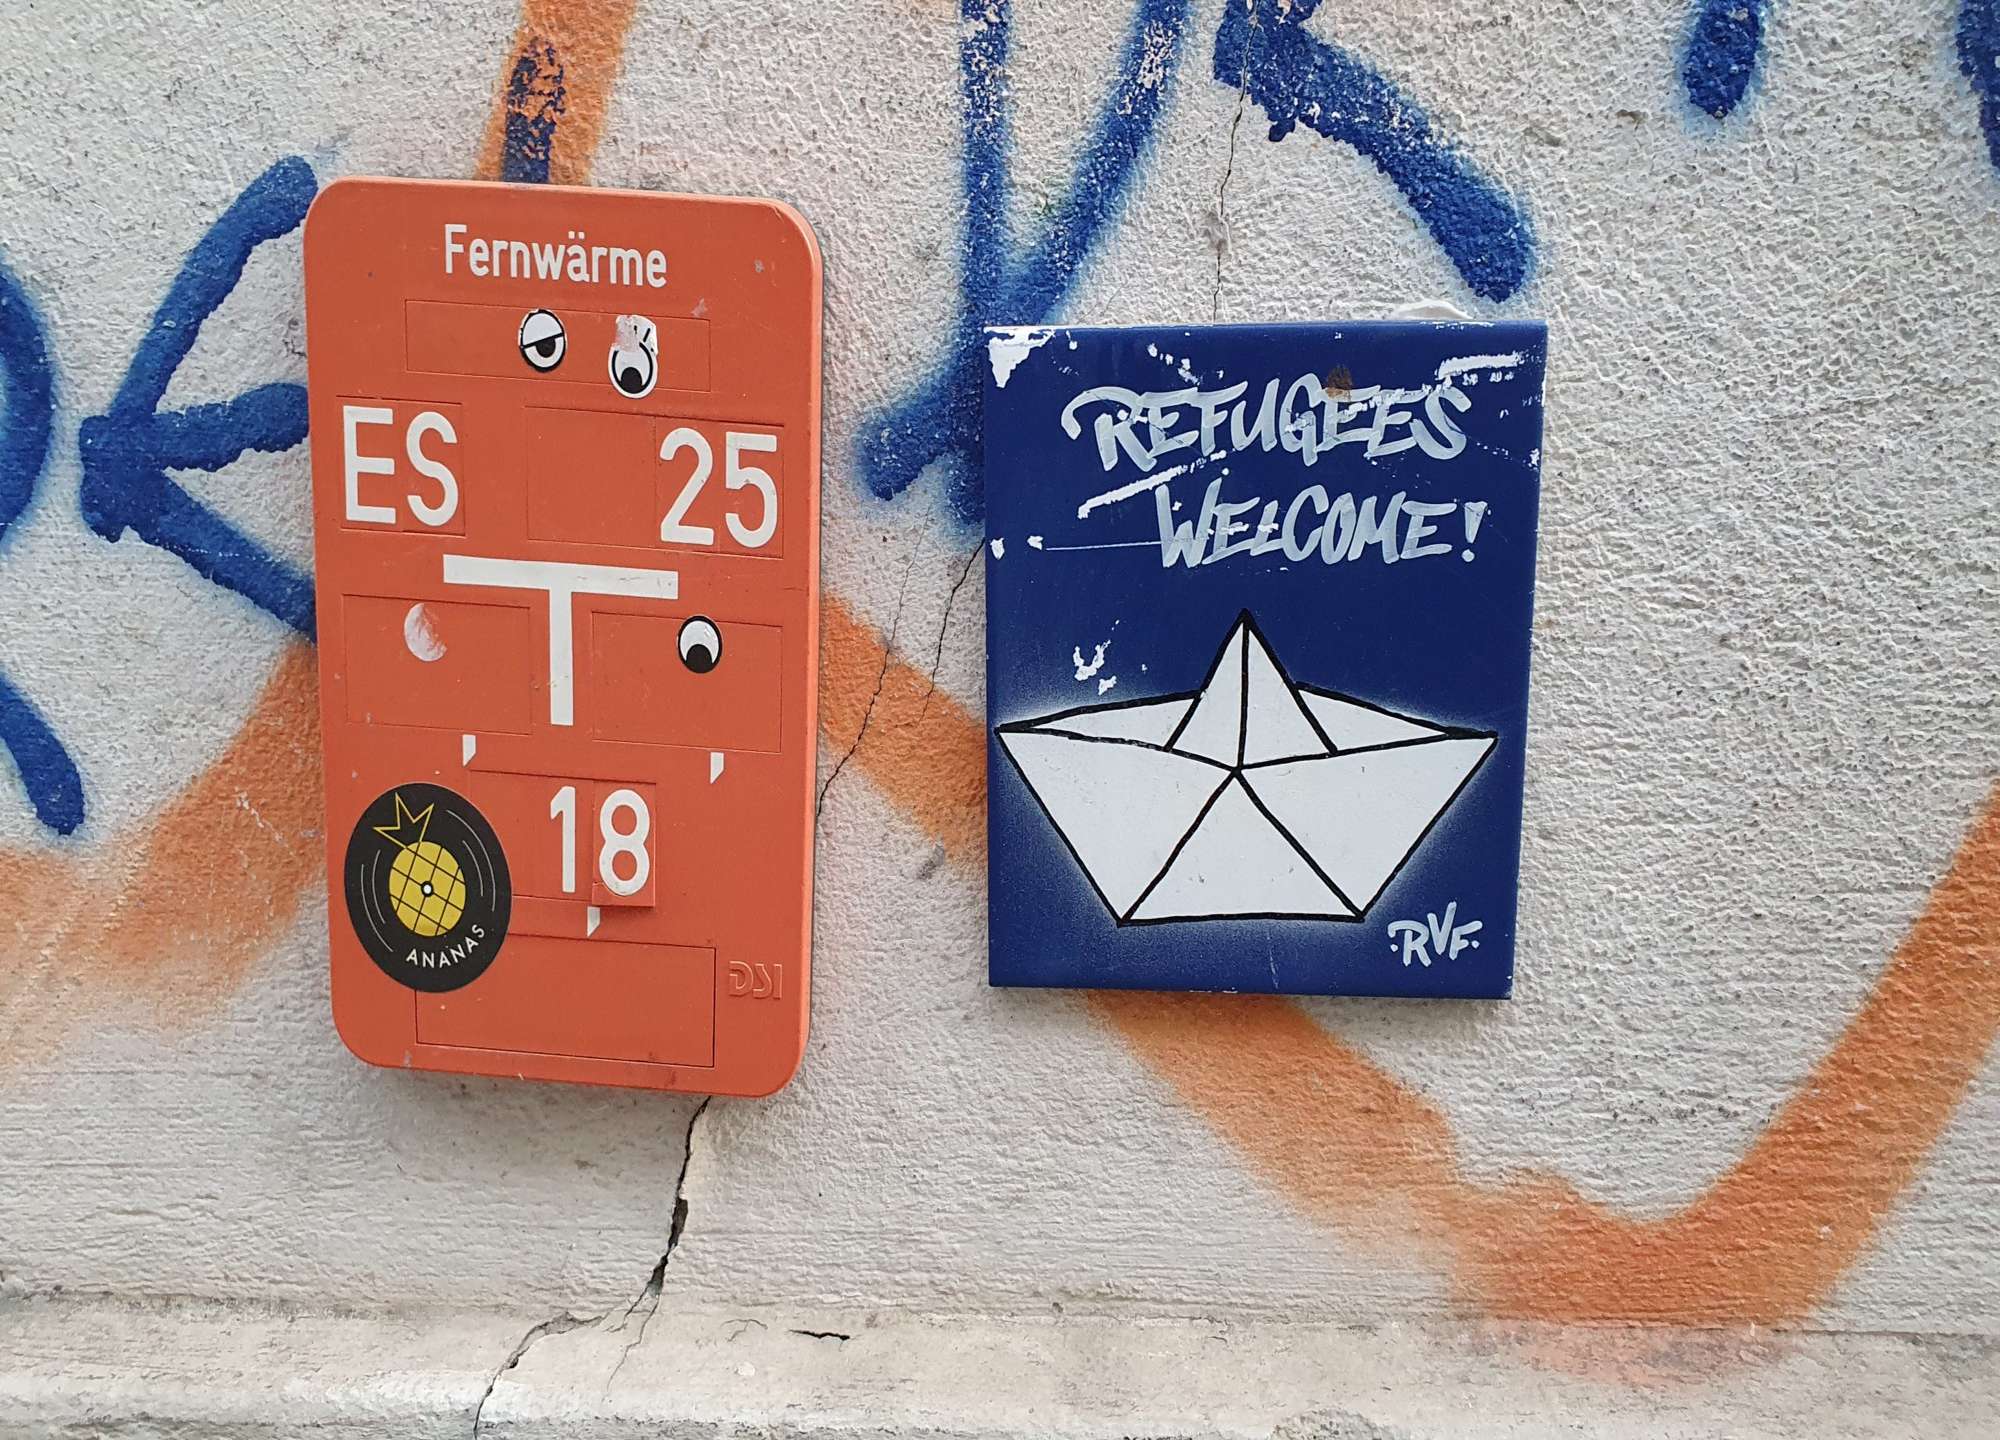 Fernwärme
ES 25
T
, ,
18
,
ANANAS
DSI
REFUGEES
WELCOME!
RVF